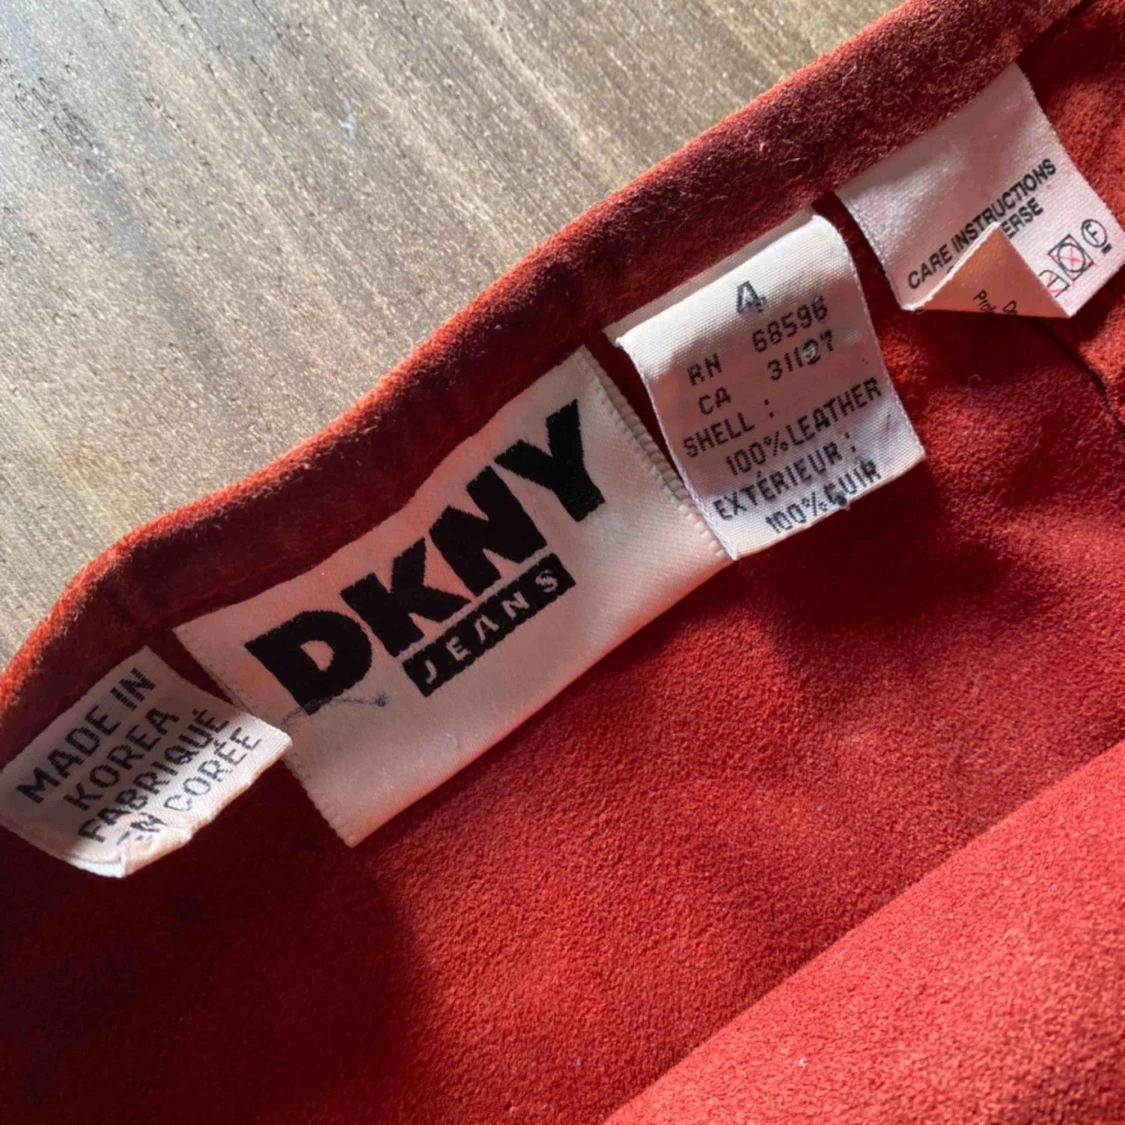 MADE IN
KOREA
FABRIQUÉ
EN CORÉE
DKNY
JEANS
4
RN 68596
CA 31127
SHELL :
100%LEATHER
EXTÉRIEUR :
100%CUIR
CARE INSTRUCTIONS
F